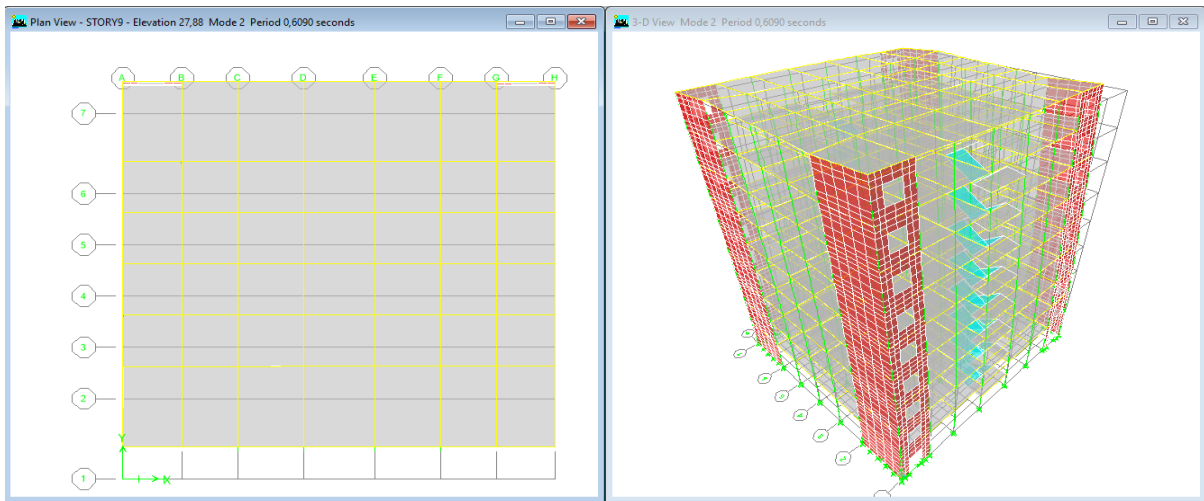 Plan View - STORY9 - Elevation 27,88 Mode 2 Period 0,6090 seconds
A B C D E F G H
7
6
5
4
3
2
Y
1
X
3-D View Mode 2 Period 0,6090 seconds